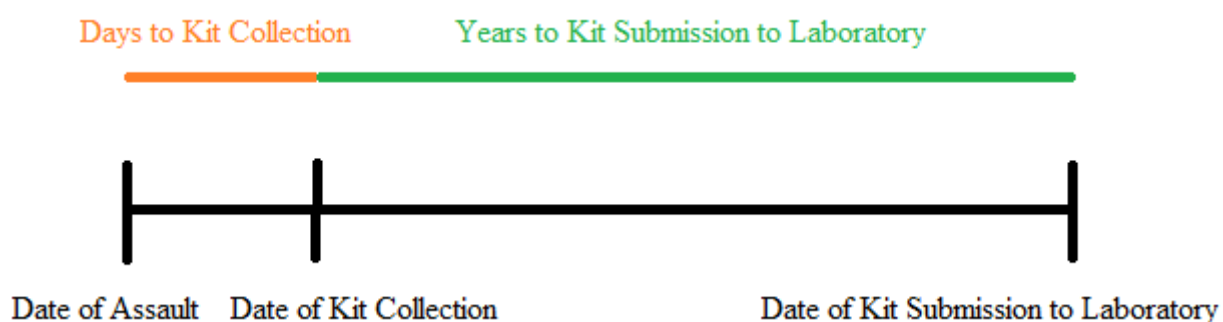 Days to Kit Collection
Years to Kit Submission to Laboratory
Date of Assault
Date of Kit Collection
Date of Kit Submission to Laboratory